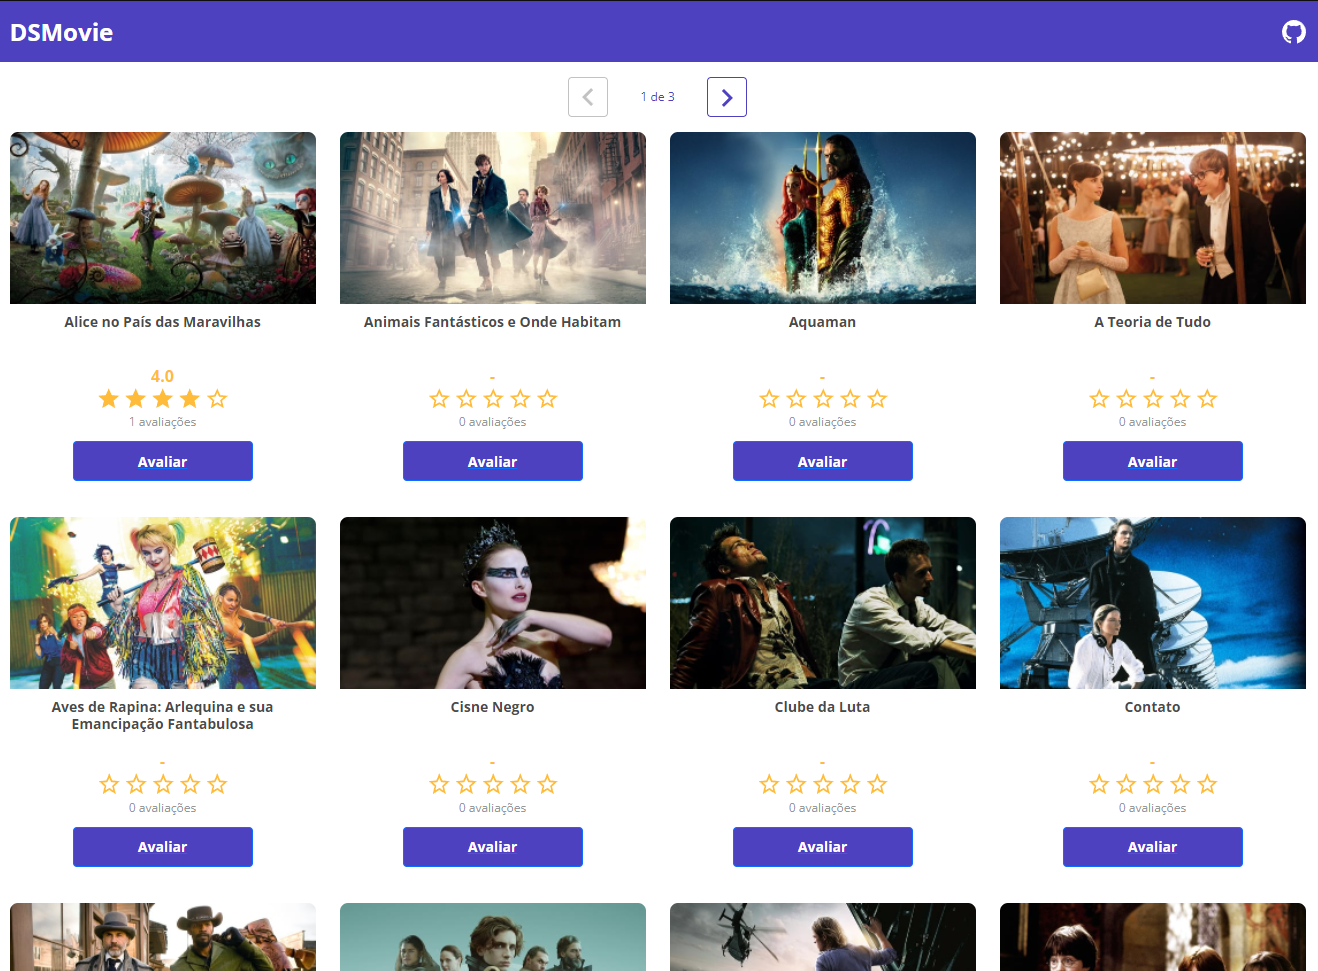 DSMovie
1 de 3
Alice no País das Maravilhas
4.0
1 avaliações
Avaliar
Animais Fantásticos e Onde Habitam
-
0 avaliações
Avaliar
Aquaman
-
0 avaliações
Avaliar
A Teoria de Tudo
-
0 avaliações
Avaliar
Aves de Rapina: Arlequina e sua
Emancipação Fantabulosa
-
0 avaliações
Avaliar
Cisne Negro
-
0 avaliações
Avaliar
Clube da Luta
-
0 avaliações
Avaliar
Contato
-
0 avaliações
Avaliar